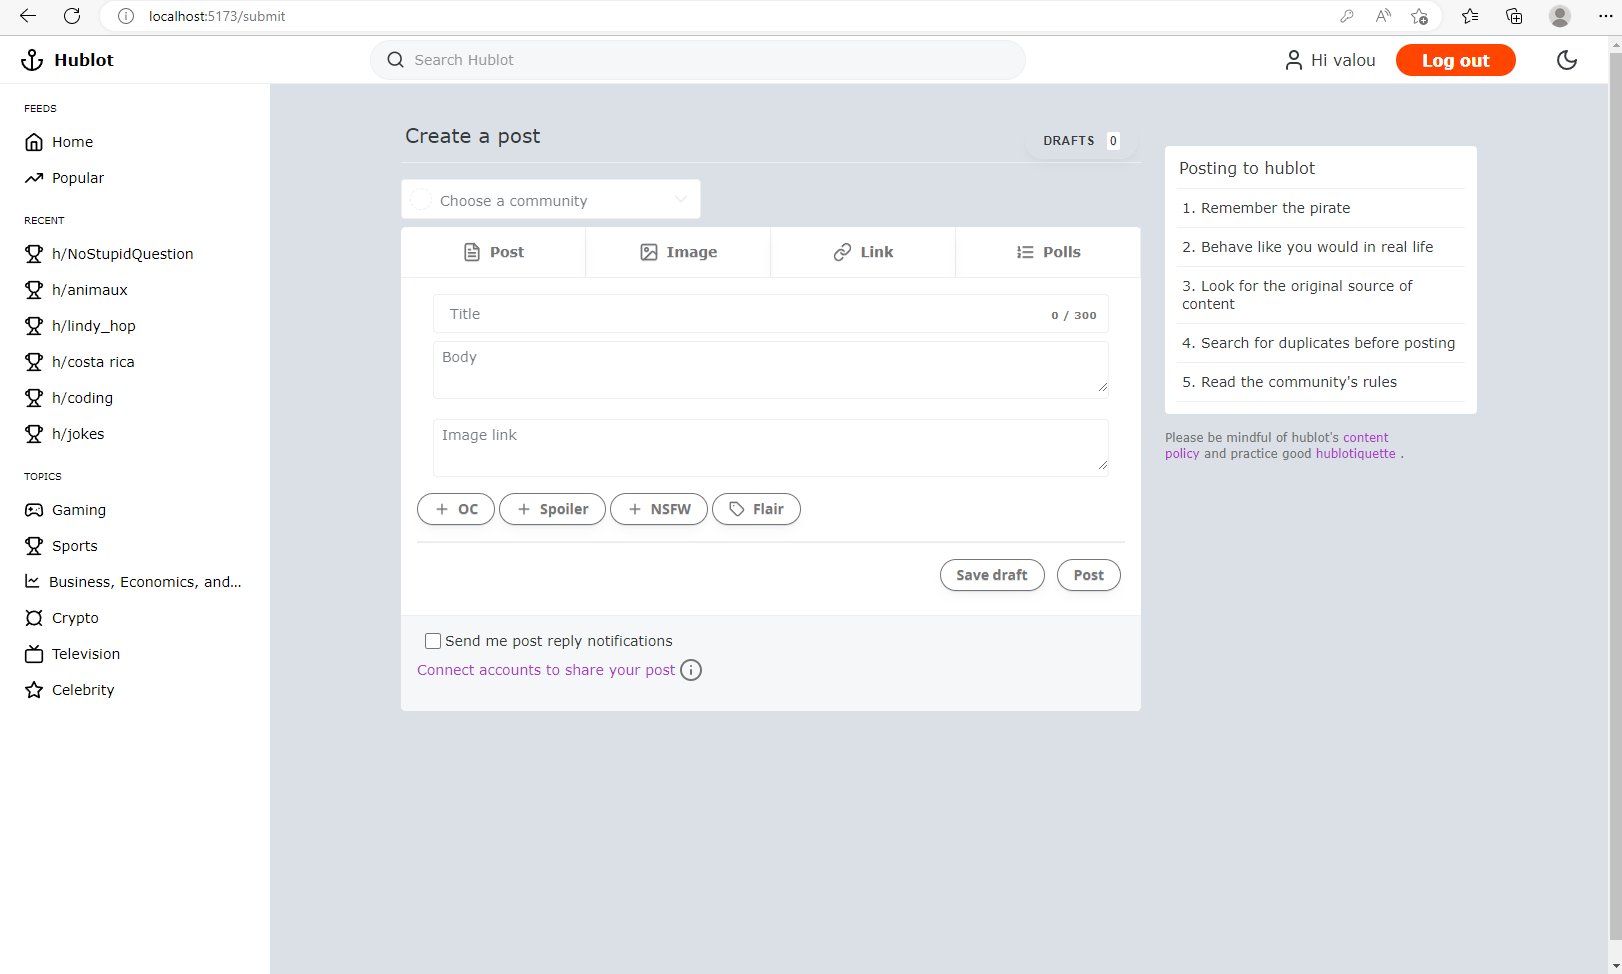 localhost:5173/submit
Hublot
Search Hublot
Hi valou
Log out
FEEDS
Home
Popular
RECENT
h/NoStupidQuestion
h/animaux
h/lindy_hop
h/costa rica
h/coding
h/jokes
TOPICS
Gaming
Sports
Business, Economics, and...
Crypto
Television
Celebrity
Create a post
DRAFTS 0
Choose a community
Post
Image
Link
Polls
Title
0 / 300
Body
Image link
OC
Spoiler
NSFW
Flair
Save draft
Post
Send me post reply notifications
Connect accounts to share your post
Posting to hublot
1. Remember the pirate
2. Behave like you would in real life
3. Look for the original source of
content
4. Search for duplicates before posting
5. Read the community's rules
Please be mindful of hublot's content
policy and practice good hublotiquette .